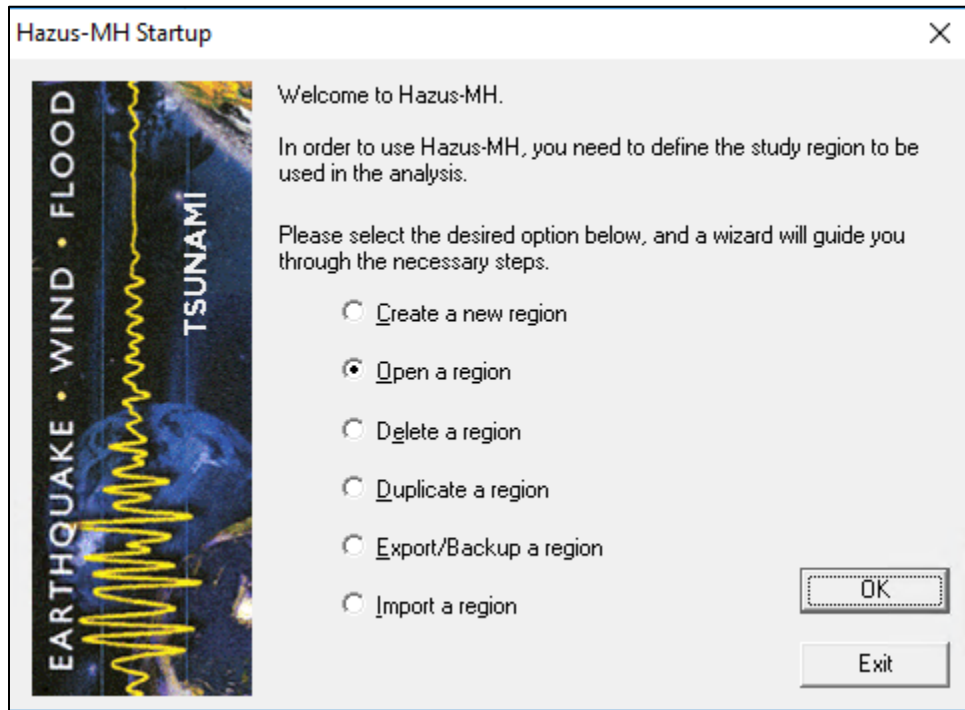 Hazus-MH Startup
EARTHQUAKE • WIND • FLOOD
TSUNAMI
Welcome to Hazus-MH.
In order to use Hazus-MH, you need to define the study region to be
used in the analysis.
Please select the desired option below, and a wizard will guide you
through the necessary steps.
Create a new region
Open a region
Delete a region
Duplicate a region
Export/Backup a region
Import a region
OK
Exit